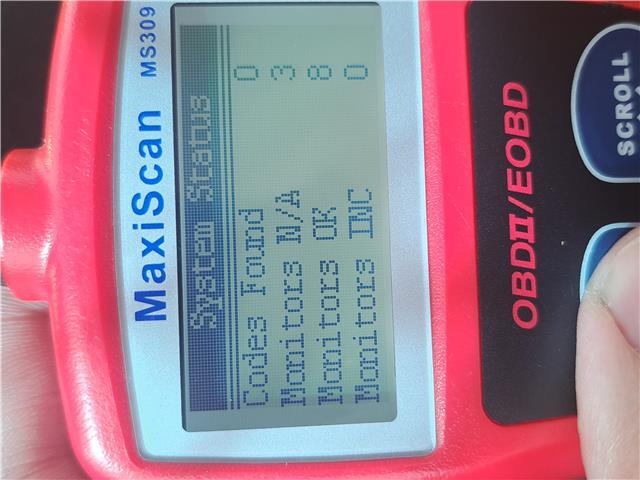 MaxiScan MS309
System Status
Codes Found 0
Monitors N/A 3
Monitors OK 8
Monitors INC 0
OBDII/EOBD
SCROLL